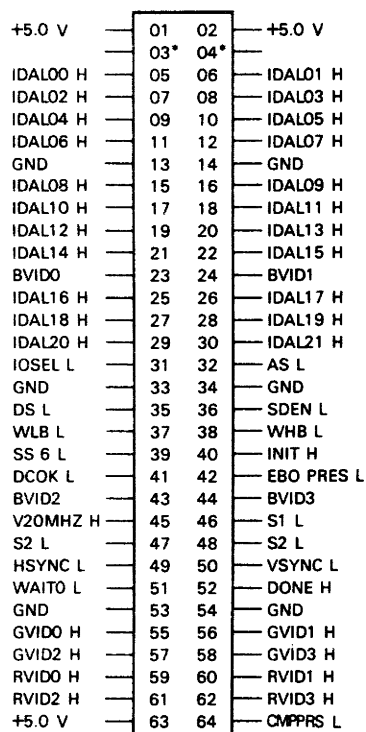 +5.0 V 01 02 +5.0 V
03* 04*
IDAL00 H 05 06 IDAL01 H
IDAL02 H 07 08 IDAL03 H
IDAL04 H 09 10 IDAL05 H
IDAL06 H 11 12 IDAL07 H
GND 13 14 GND
IDAL08 H 15 16 IDAL09 H
IDAL10 H 17 18 IDAL11 H
IDAL12 H 19 20 IDAL13 H
IDAL14 H 21 22 IDAL15 H
BVID0 23 24 BVID1
IDAL16 H 25 26 IDAL17 H
IDAL18 H 27 28 IDAL19 H
IDAL20 H 29 30 IDAL21 H
IOSEL L 31 32 AS L
GND 33 34 GND
DS L 35 36 SDEN L
WLB L 37 38 WHB L
SS 6 L 39 40 INIT H
DCOK L 41 42 EBO PRES L
BVID2 43 44 BVID3
V20MHZ H 45 46 S1 L
S2 L 47 48 S2 L
HSYNC L 49 50 VSYNC L
WAIT0 L 51 52 DONE H
GND 53 54 GND
GVID0 H 55 56 GVID1 H
GVID2 H 57 58 GVID3 H
RVID0 H 59 60 RVID1 H
RVID2 H 61 62 RVID3 H
+5.0 V 63 64 CMPPRS L